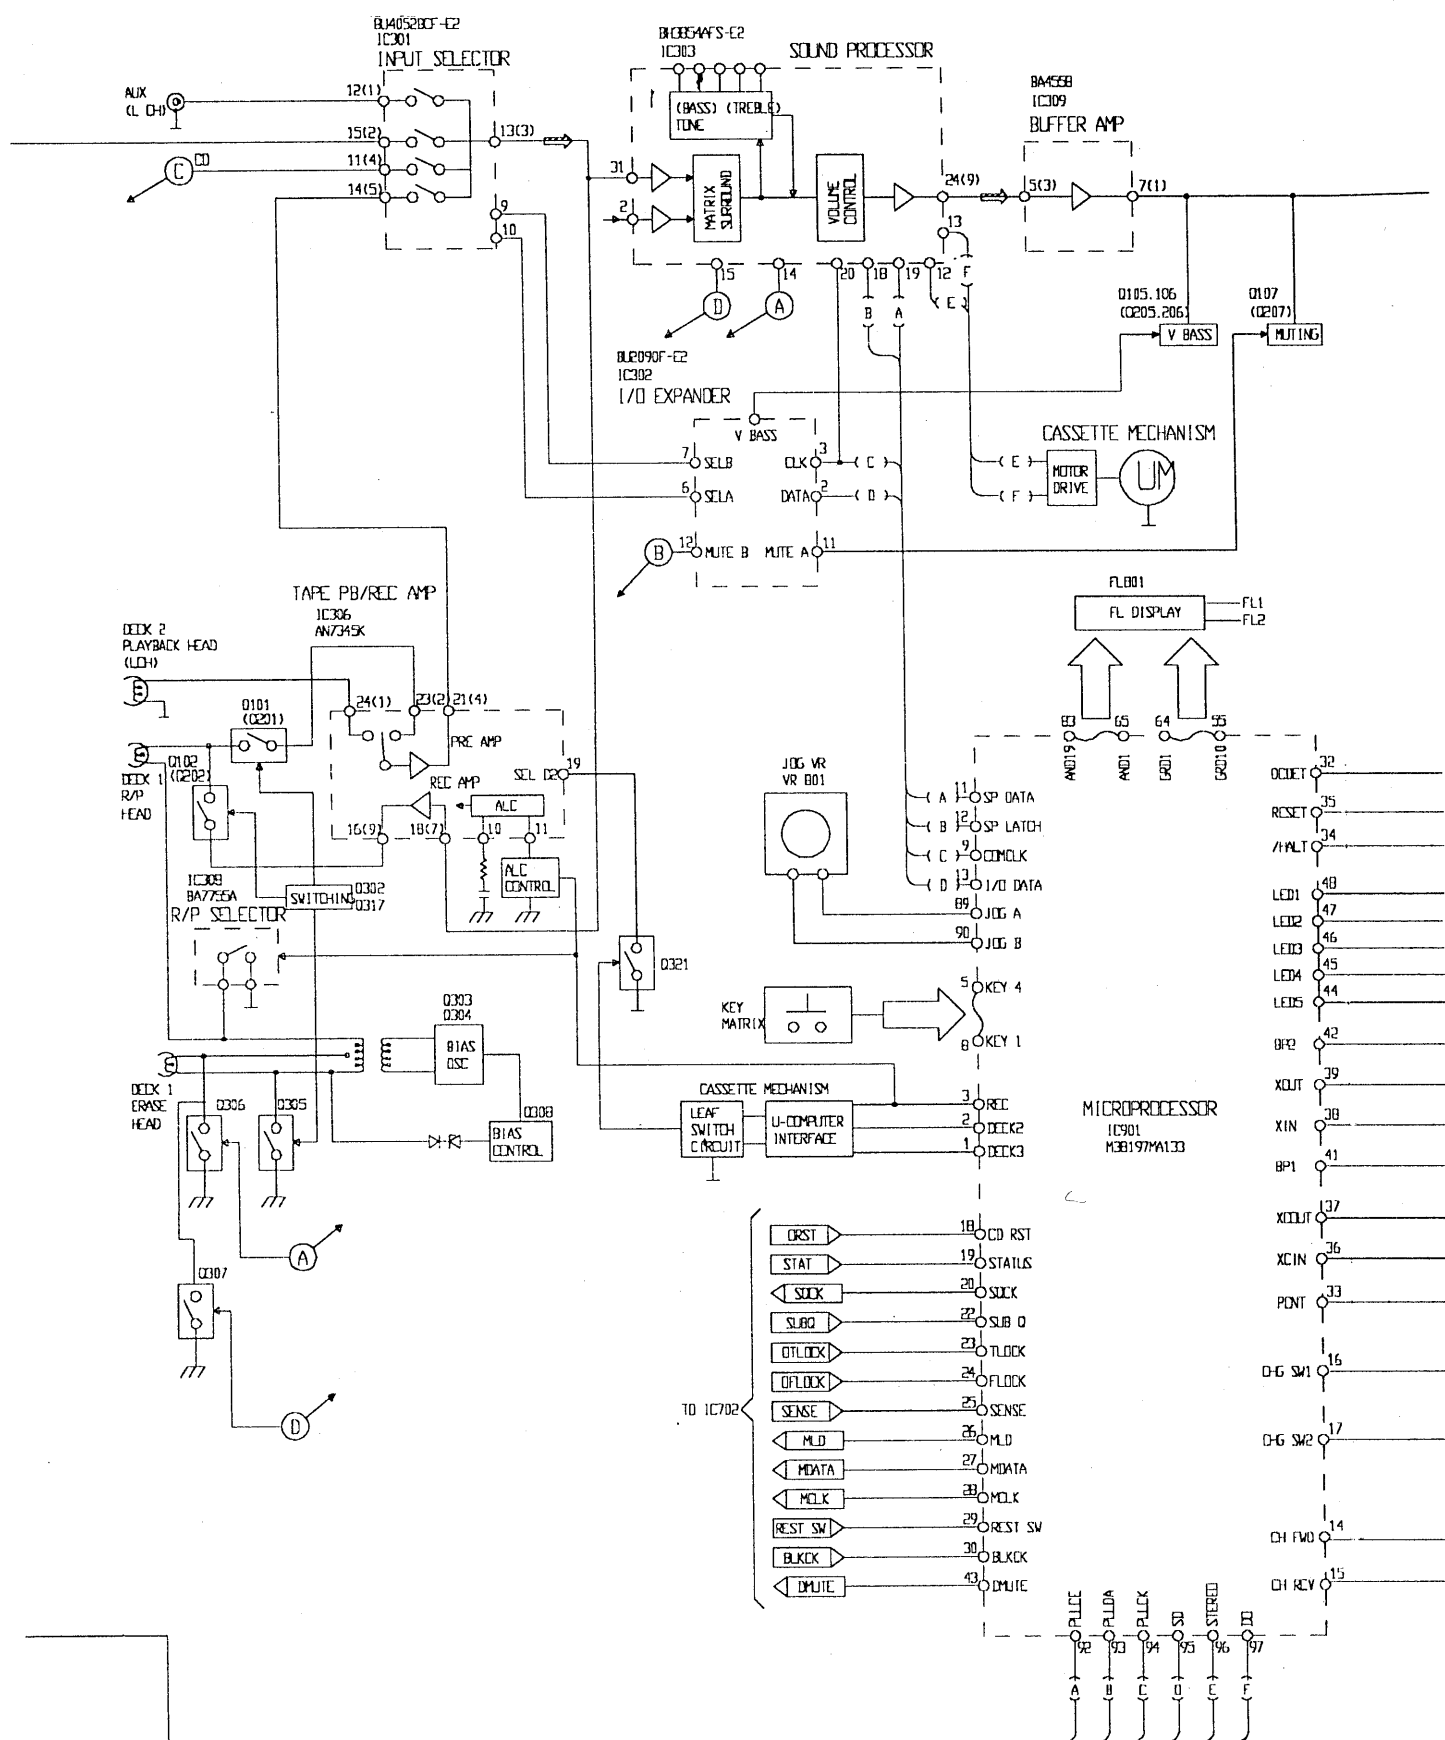 BU4052BCF-E2
IC301
INPUT SELECTOR
BH3854AFS-E2
IC303
SOUND PROCESSOR
BA4558
IC309
BUFFER AMP
AUX
(L CH)
12(1)
15(2)
11(4)
14(5)
13(3)
9
10
C
CD
(BASS) (TREBLE)
TONE
31
2
MATRIX
SURROUND
VOLUME
CONTROL
24(9)
13
5(3)
7(1)
15
14
20
18
19
12
F
D
A
B
A
E
Q105.106
(Q205.206)
V BASS
Q107
(Q207)
MUTING
BU2090F-E2
IC302
I/O EXPANDER
V BASS
7
SELB
CLK
3
C
6
SELA
DATA
2
D
B
12
MUTE B
MUTE A
11
CASSETTE MECHANISM
E
F
MOTOR
DRIVE
UM
TAPE PB/REC AMP
IC306
AN7345K
DECK 2
PLAYBACK HEAD
(LCH)
24(1)
23(2)
21(4)
PRE AMP
REC AMP
SEL D2
19
ALC
16(9)
18(7)
10
11
ALC
CONTROL
Q101
(Q201)
Q102
(Q202)
DECK 1
R/P
HEAD
IC308
BA7755A
R/P SELECTOR
SWITCHING
Q302
Q317
Q321
FL801
FL DISPLAY
FL1
FL2
83
65
64
55
AND19
AND1
GRD1
GRD10
JOG VR
VR 801
A
11
SP DATA
B
12
SP LATCH
C
9
COMCLK
D
13
I/O DATA
89
JOG A
90
JOG B
KEY
MATRIX
5
KEY 4
8
KEY 1
Q303
Q304
BIAS
OSC
Q308
BIAS
CONTROL
DECK 1
ERASE
HEAD
Q306
Q305
A
Q307
D
CASSETTE MECHANISM
LEAF
SWITCH
CIRCUIT
U-COMPUTER
INTERFACE
3
REC
2
DECK2
1
DECK3
MICROPROCESSOR
IC901
M38197MA133
DCDET
32
RESET
35
/HALT
34
LED1
48
LED2
47
LED3
46
LED4
45
LED5
44
BP2
42
XOUT
39
XIN
38
BP1
41
XCOUT
37
XCIN
36
PCNT
33
CHG SW1
16
CHG SW2
17
CH FWD
14
CH REV
15
TO IC702
DRST
18
CD RST
STAT
19
STATUS
SQCK
20
SQCK
SUBQ
22
SUB Q
OTLOCK
23
TLOCK
OFLOCK
24
FLOCK
SENSE
25
SENSE
MLD
26
MLD
MDATA
27
MDATA
MCLK
28
MCLK
REST SW
29
REST SW
BLKCK
30
BLKCK
DMUTE
43
DMUTE
PLLCE
PLLDA
PLLCK
SD
STEREO
DO
92
93
94
95
96
97
A
B
C
D
E
F